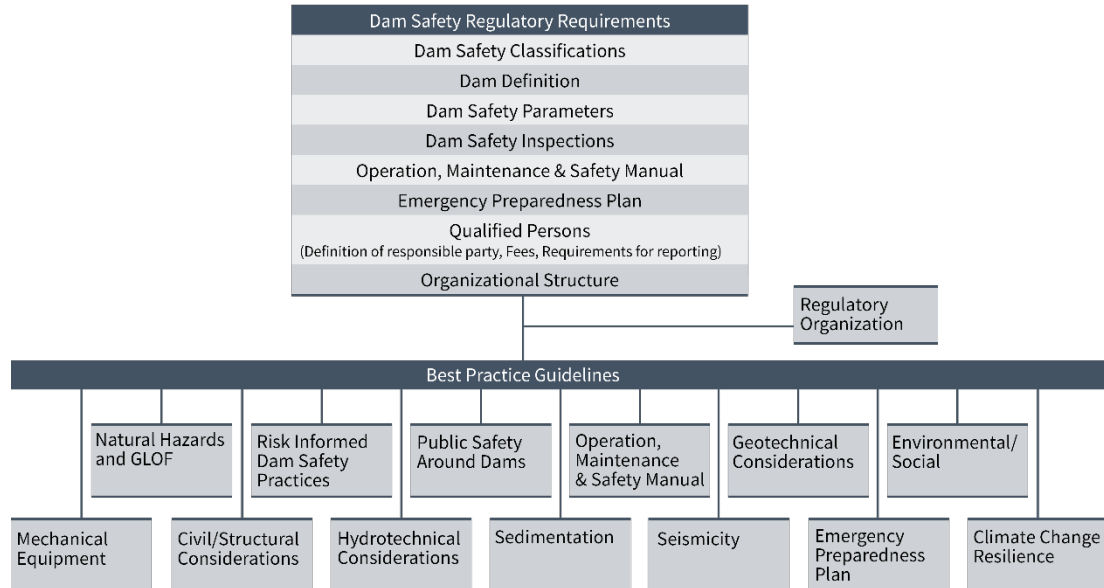 Dam Safety Regulatory Requirements
Dam Safety Classifications
Dam Definition
Dam Safety Parameters
Dam Safety Inspections
Operation, Maintenance & Safety Manual
Emergency Preparedness Plan
Qualified Persons
(Definition of responsible party, Fees, Requirements for reporting)
Organizational Structure
Regulatory
Organization
Best Practice Guidelines
Natural Hazards
and GLOF
Risk Informed
Dam Safety
Practices
Public Safety
Around Dams
Operation,
Maintenance
& Safety Manual
Geotechnical
Considerations
Environmental/
Social
Mechanical
Equipment
Civil/Structural
Considerations
Hydrotechnical
Considerations
Sedimentation
Seismicity
Emergency
Preparedness
Plan
Climate Change
Resilience